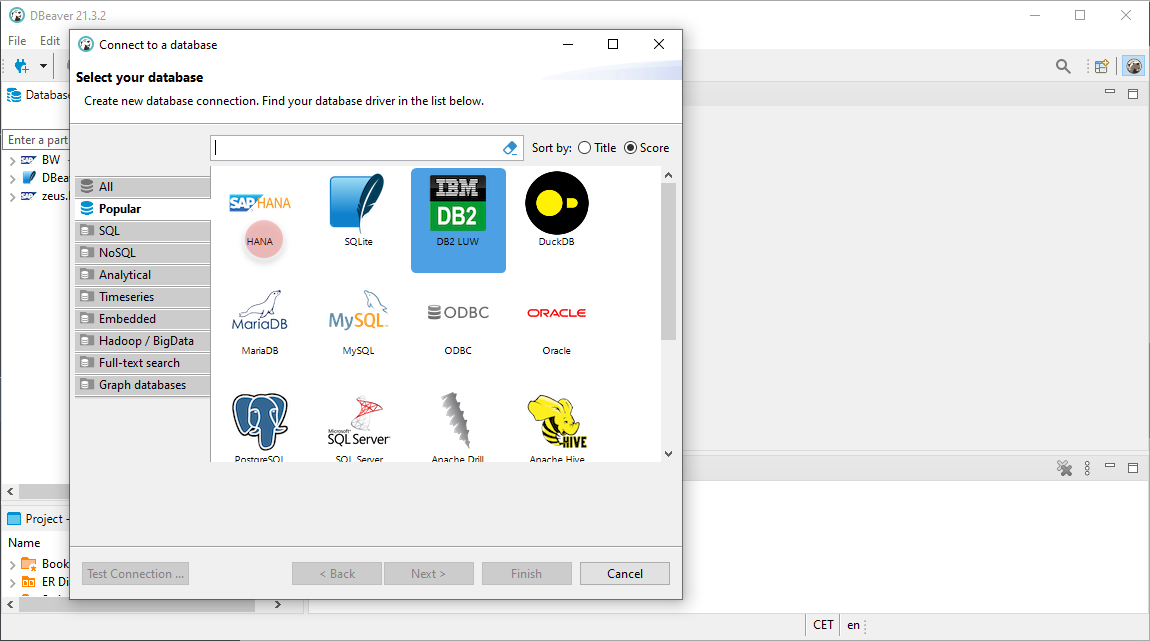 DBeaver 21.3.2
File Edit
Connect to a database
Select your database
Create new database connection. Find your database driver in the list below.
Databas
Enter a part
BW
DBea
zeus.
Sort by: Title Score
All
Popular
SQL
NoSQL
Analytical
Timeseries
Embedded
Hadoop / BigData
Full-text search
Graph databases
SAP HANA
HANA
SQLite
IBM
DB2
DB2 LUW
DuckDB
MariaDB
MariaDB
MySQL
MySQL
ODBC
ODBC
ORACLE
Oracle
PostgreSQL
Microsoft
SQL Server
SQL Server
Apache Drill
HIVE
Apache Hive
Project -
Name
Book
ER Di
Test Connection ...
< Back
Next >
Finish
Cancel
CET
en